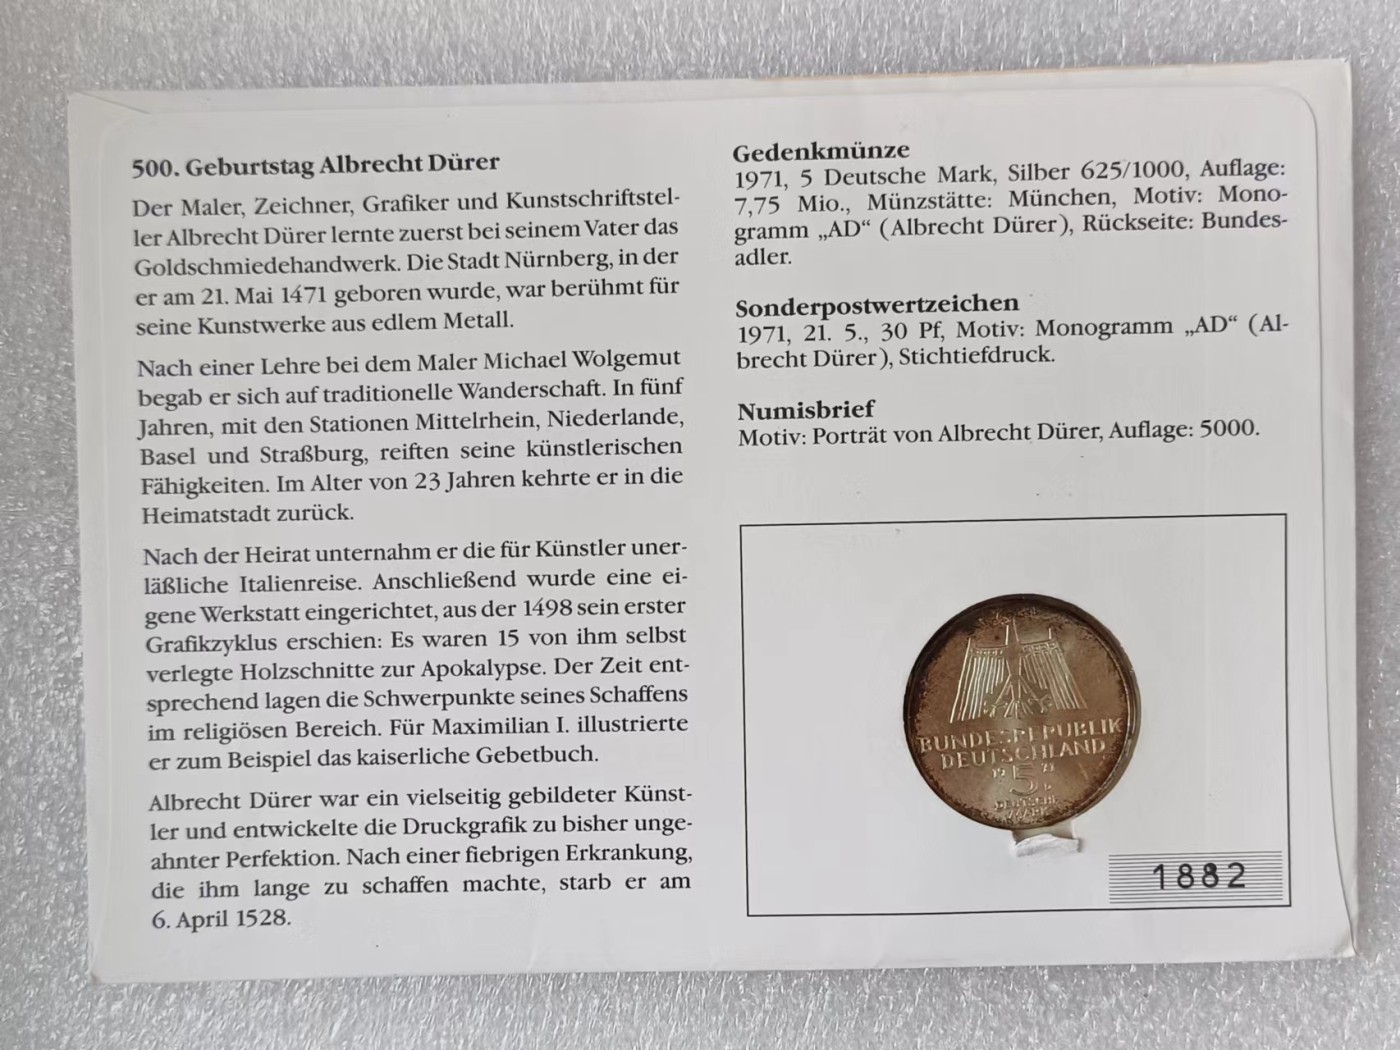 500. Geburtstag Albrecht Dürer
Der Maler, Zeichner, Grafiker und Kunstschriftstel-
ler Albrecht Dürer lernte zuerst bei seinem Vater das
Goldschmiedehandwerk. Die Stadt Nürnberg, in der
er am 21. Mai 1471 geboren wurde, war berühmt für
seine Kunstwerke aus edlem Metall.
Nach einer Lehre bei dem Maler Michael Wolgemut
begab er sich auf traditionelle Wanderschaft. In fünf
Jahren, mit den Stationen Mittelrhein, Niederlande,
Basel und Straßburg, reiften seine künstlerischen
Fähigkeiten. Im Alter von 23 Jahren kehrte er in die
Heimatstadt zurück.
Nach der Heirat unternahm er die für Künstler uner-
läßliche Italienreise. Anschließend wurde eine ei-
gene Werkstatt eingerichtet, aus der 1498 sein erster
Grafikzyklus erschien: Es waren 15 von ihm selbst
verlegte Holzschnitte zur Apokalypse. Der Zeit ent-
sprechend lagen die Schwerpunkte seines Schaffens
im religiösen Bereich. Für Maximilian I. illustrierte
er zum Beispiel das kaiserliche Gebetbuch.
Albrecht Dürer war ein vielseitig gebildeter Künst-
ler und entwickelte die Druckgrafik zu bisher unge-
ahnter Perfektion. Nach einer fiebrigen Erkrankung,
die ihm lange zu schaffen machte, starb er am
6. April 1528.
Gedenkmünze
1971, 5 Deutsche Mark, Silber 625/1000, Auflage:
7,75 Mio., Münzstätte: München, Motiv: Mono-
gramm „AD“ (Albrecht Dürer), Rückseite: Bundes-
adler.
Sonderpostwertzeichen
1971, 21. 5., 30 Pf, Motiv: Monogramm „AD“ (Al-
brecht Dürer), Stichtiefdruck.
Numisbrief
Motiv: Porträt von Albrecht Dürer, Auflage: 5000.
BUNDESREPUBLIK
DEUTSCHLAND
19 5 71
DEUTSCHE
MARK
1882